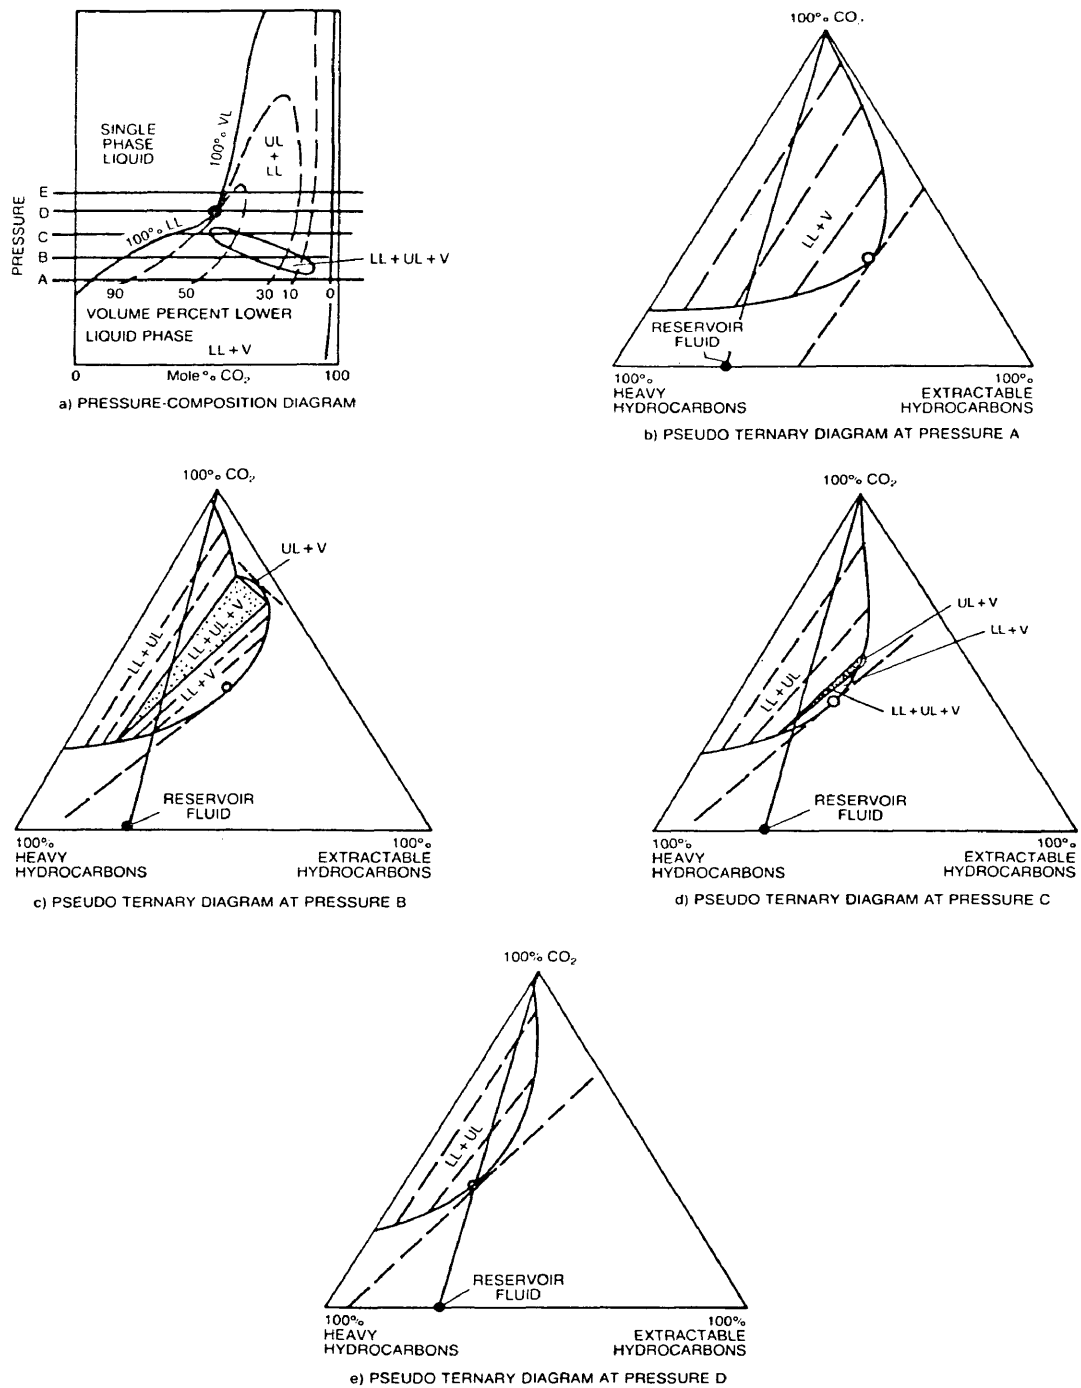 SINGLE
PHASE
LIQUID
100% VL
UL
+
LL
PRESSURE
E
D
C
B
A
100% LL
LL + UL + V
90 50 30 10 0
VOLUME PERCENT LOWER
LIQUID PHASE
LL + V
0 Mole % CO₂ 100
a) PRESSURE-COMPOSITION DIAGRAM
100% CO₂
LL + V
RESERVOIR
FLUID
100%
HEAVY
HYDROCARBONS
100%
EXTRACTABLE
HYDROCARBONS
b) PSEUDO TERNARY DIAGRAM AT PRESSURE A
100% CO₂
UL + V
LL + UL
LL + UL + V
LL + V
RESERVOIR
FLUID
100%
HEAVY
HYDROCARBONS
100%
EXTRACTABLE
HYDROCARBONS
c) PSEUDO TERNARY DIAGRAM AT PRESSURE B
100% CO₂
UL + V
LL + V
LL + UL
LL + UL + V
RESERVOIR
FLUID
100%
HEAVY
HYDROCARBONS
100%
EXTRACTABLE
HYDROCARBONS
d) PSEUDO TERNARY DIAGRAM AT PRESSURE C
100% CO₂
LL + UL
RESERVOIR
FLUID
100%
HEAVY
HYDROCARBONS
100%
EXTRACTABLE
HYDROCARBONS
e) PSEUDO TERNARY DIAGRAM AT PRESSURE D